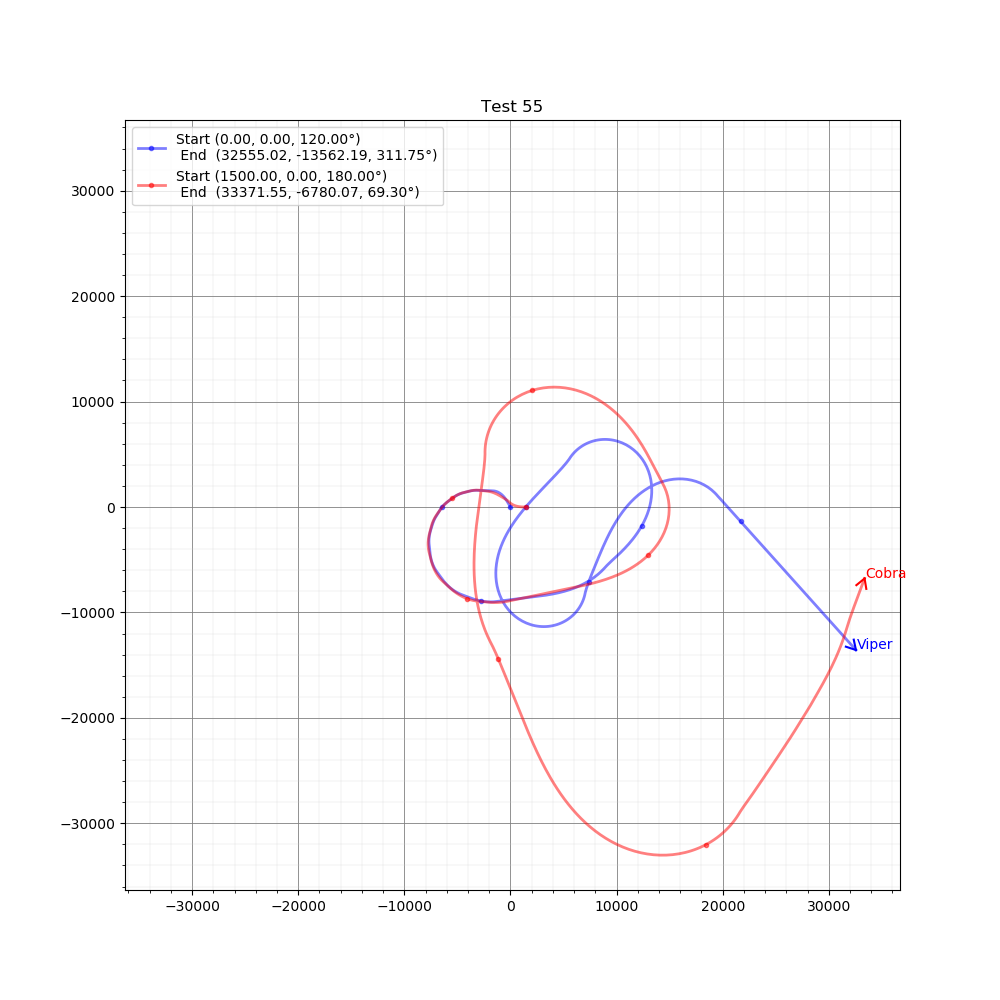 Test 55
Start (0.00, 0.00, 120.00°)
End  (32555.02, -13562.19, 311.75°)
Start (1500.00, 0.00, 180.00°)
End  (33371.55, -6780.07, 69.30°)
30000
20000
10000
0
−10000
−20000
−30000
Cobra
Viper
−30000
−20000
−10000
0
10000
20000
30000